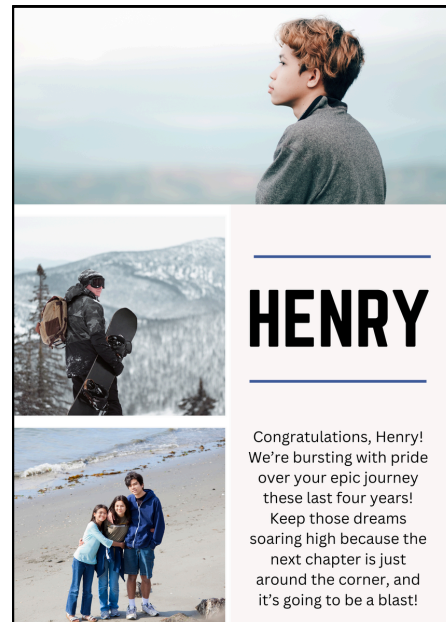 HENRY
Congratulations, Henry!
We’re bursting with pride
over your epic journey
these last four years!
Keep those dreams
soaring high because the
next chapter is just
around the corner, and
it’s going to be a blast!